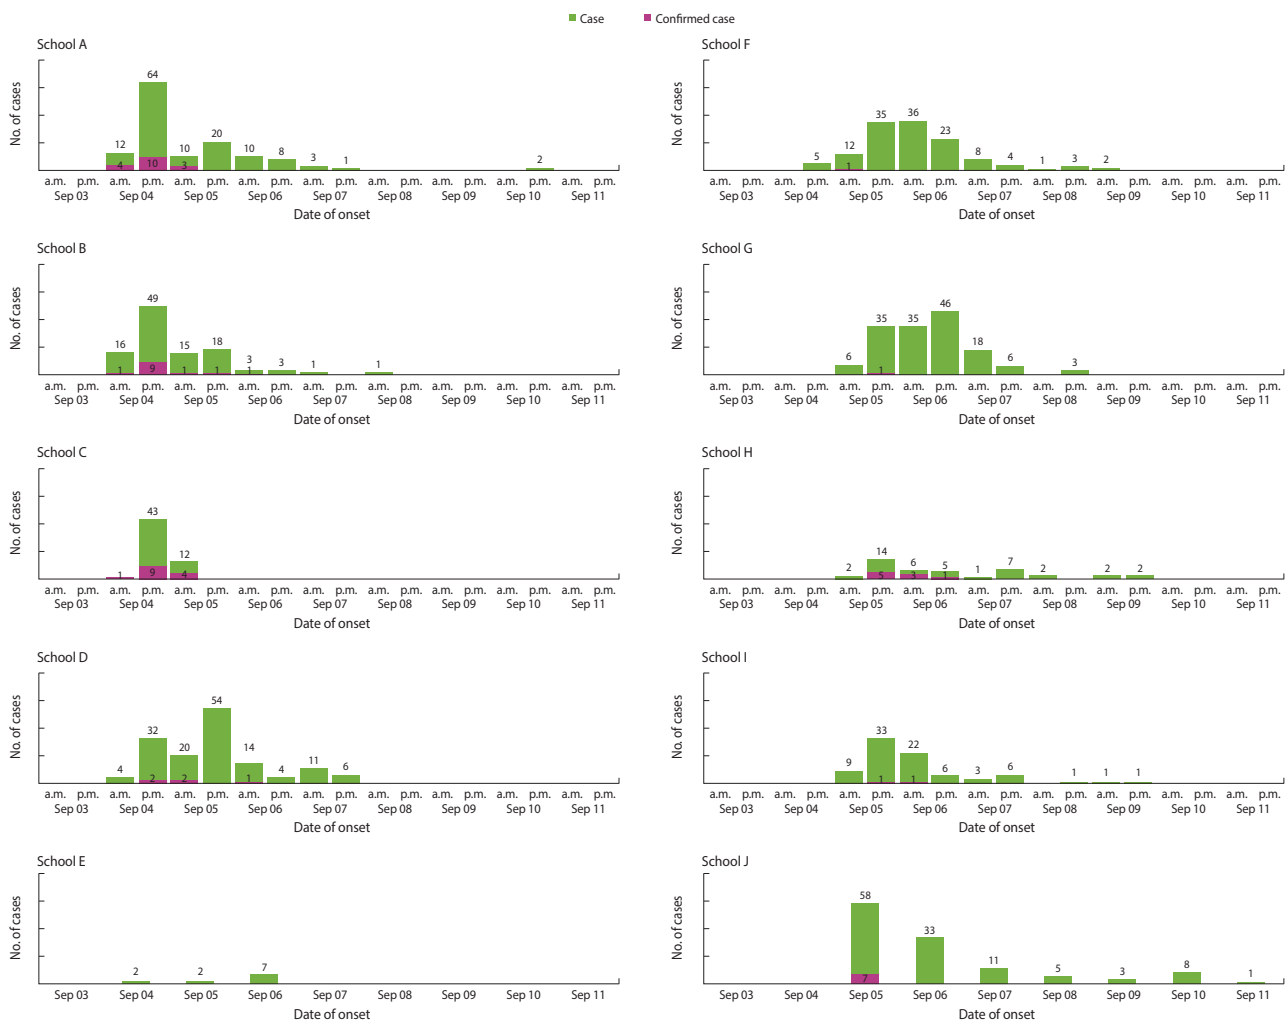 Case Confirmed case
School A
No. of cases
64
12 10 20 10 8 3 1 2
4 10 3
a.m. p.m. a.m. p.m. a.m. p.m. a.m. p.m. a.m. p.m. a.m. p.m. a.m. p.m. a.m. p.m. a.m. p.m.
Sep 03 Sep 04 Sep 05 Sep 06 Sep 07 Sep 08 Sep 09 Sep 10 Sep 11
Date of onset
School B
No. of cases
49
16 15 18 3 3 1 1
1 9 1 1 1
a.m. p.m. a.m. p.m. a.m. p.m. a.m. p.m. a.m. p.m. a.m. p.m. a.m. p.m. a.m. p.m. a.m. p.m.
Sep 03 Sep 04 Sep 05 Sep 06 Sep 07 Sep 08 Sep 09 Sep 10 Sep 11
Date of onset
School C
No. of cases
43
12
1 9 4
a.m. p.m. a.m. p.m. a.m. p.m. a.m. p.m. a.m. p.m. a.m. p.m. a.m. p.m. a.m. p.m. a.m. p.m.
Sep 03 Sep 04 Sep 05 Sep 06 Sep 07 Sep 08 Sep 09 Sep 10 Sep 11
Date of onset
School D
No. of cases
54
4 32 20 14 4 11 6
2 2 1
a.m. p.m. a.m. p.m. a.m. p.m. a.m. p.m. a.m. p.m. a.m. p.m. a.m. p.m. a.m. p.m. a.m. p.m.
Sep 03 Sep 04 Sep 05 Sep 06 Sep 07 Sep 08 Sep 09 Sep 10 Sep 11
Date of onset
School E
No. of cases
2 2 7
Sep 03 Sep 04 Sep 05 Sep 06 Sep 07 Sep 08 Sep 09 Sep 10 Sep 11
Date of onset
School F
No. of cases
5 12 35 36 23 8 4 1 3 2
1
a.m. p.m. a.m. p.m. a.m. p.m. a.m. p.m. a.m. p.m. a.m. p.m. a.m. p.m. a.m. p.m. a.m. p.m.
Sep 03 Sep 04 Sep 05 Sep 06 Sep 07 Sep 08 Sep 09 Sep 10 Sep 11
Date of onset
School G
No. of cases
6 35 35 46 18 6 3
1
a.m. p.m. a.m. p.m. a.m. p.m. a.m. p.m. a.m. p.m. a.m. p.m. a.m. p.m. a.m. p.m. a.m. p.m.
Sep 03 Sep 04 Sep 05 Sep 06 Sep 07 Sep 08 Sep 09 Sep 10 Sep 11
Date of onset
School H
No. of cases
2 14 6 5 1 7 2 2 2
5 3 1
a.m. p.m. a.m. p.m. a.m. p.m. a.m. p.m. a.m. p.m. a.m. p.m. a.m. p.m. a.m. p.m. a.m. p.m.
Sep 03 Sep 04 Sep 05 Sep 06 Sep 07 Sep 08 Sep 09 Sep 10 Sep 11
Date of onset
School I
No. of cases
9 33 22 6 3 6 1 1 1
1 1
a.m. p.m. a.m. p.m. a.m. p.m. a.m. p.m. a.m. p.m. a.m. p.m. a.m. p.m. a.m. p.m. a.m. p.m.
Sep 03 Sep 04 Sep 05 Sep 06 Sep 07 Sep 08 Sep 09 Sep 10 Sep 11
Date of onset
School J
No. of cases
58 33 11 5 3 8 1
7
Sep 03 Sep 04 Sep 05 Sep 06 Sep 07 Sep 08 Sep 09 Sep 10 Sep 11
Date of onset